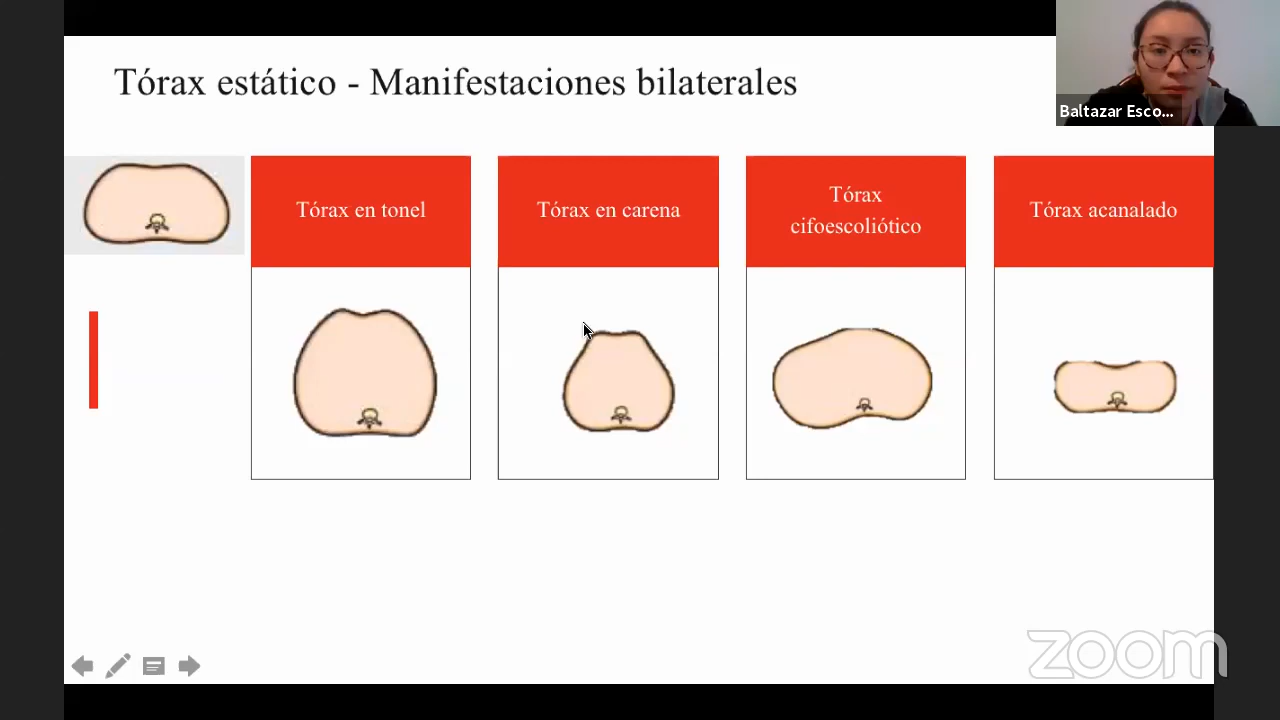 Tórax estático - Manifestaciones bilaterales
Baltazar Esco...
Tórax en tonel
Tórax en carena
Tórax
cifoescoliótico
Tórax acanalado
zoom